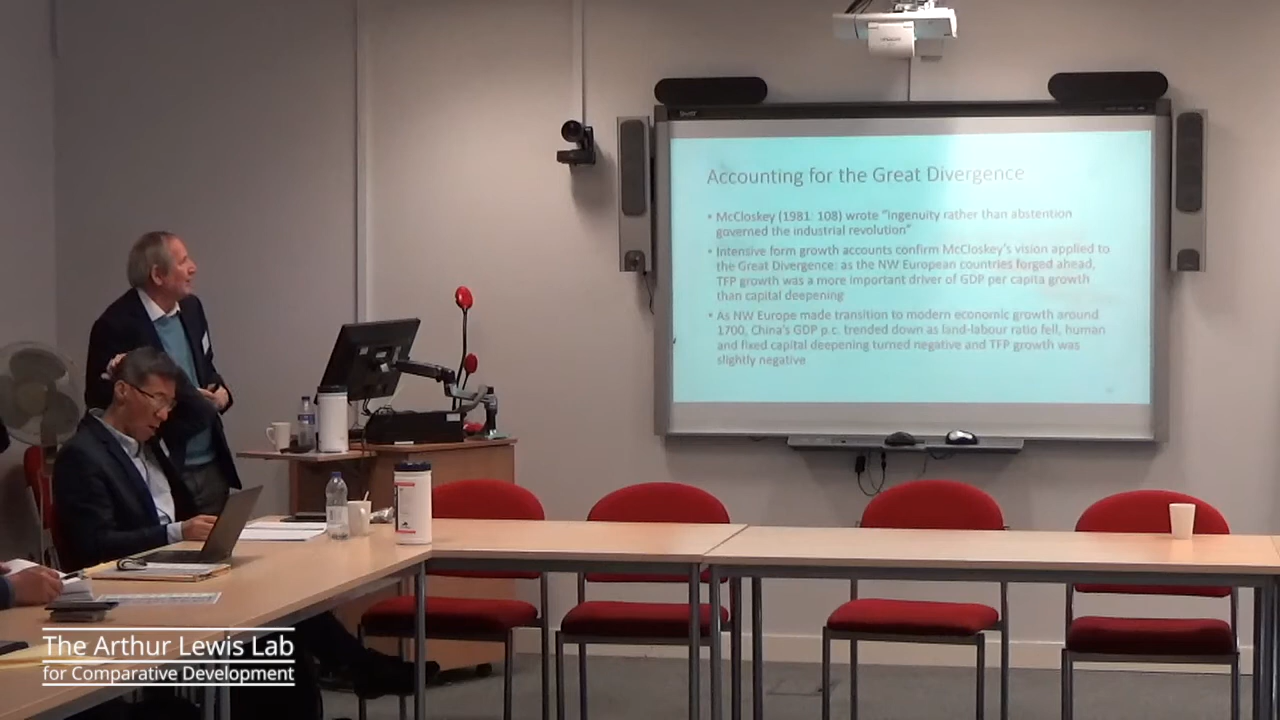 Accounting for the Great Divergence
• McCloskey (1981: 108) wrote "ingenuity rather than abstention
governed the industrial revolution"
• Intensive form growth accounts confirm McCloskey's vision applied to
the Great Divergence: as the NW European countries forged ahead,
TFP growth was a more important driver of GDP per capita growth
than capital deepening
• As NW Europe made transition to modern economic growth around
1700, China's GDP p.c. trended down as land-labour ratio fell, human
and fixed capital deepening turned negative and TFP growth was
slightly negative
The Arthur Lewis Lab
for Comparative Development